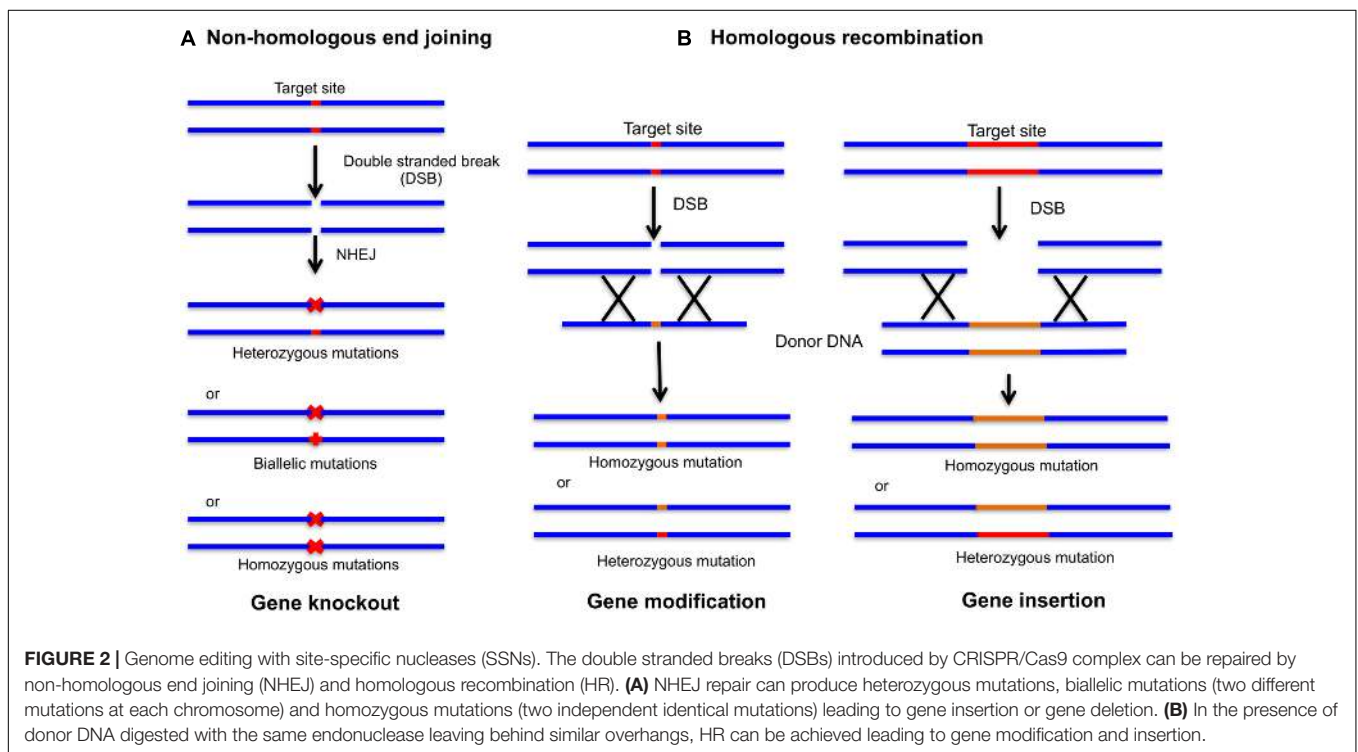 A Non-homologous end joining
B Homologous recombination
Target site
Double stranded break
(DSB)
NHEJ
Heterozygous mutations
or
Biallelic mutations
or
Homozygous mutations
Gene knockout
Target site
DSB
Donor DNA
Homozygous mutation
or
Heterozygous mutation
Gene modification
Target site
DSB
Homozygous mutation
or
Heterozygous mutation
Gene insertion
FIGURE 2 | Genome editing with site-specific nucleases (SSNs). The double stranded breaks (DSBs) introduced by CRISPR/Cas9 complex can be repaired by
non-homologous end joining (NHEJ) and homologous recombination (HR). (A) NHEJ repair can produce heterozygous mutations, biallelic mutations (two different
mutations at each chromosome) and homozygous mutations (two independent identical mutations) leading to gene insertion or gene deletion. (B) In the presence of
donor DNA digested with the same endonuclease leaving behind similar overhangs, HR can be achieved leading to gene modification and insertion.